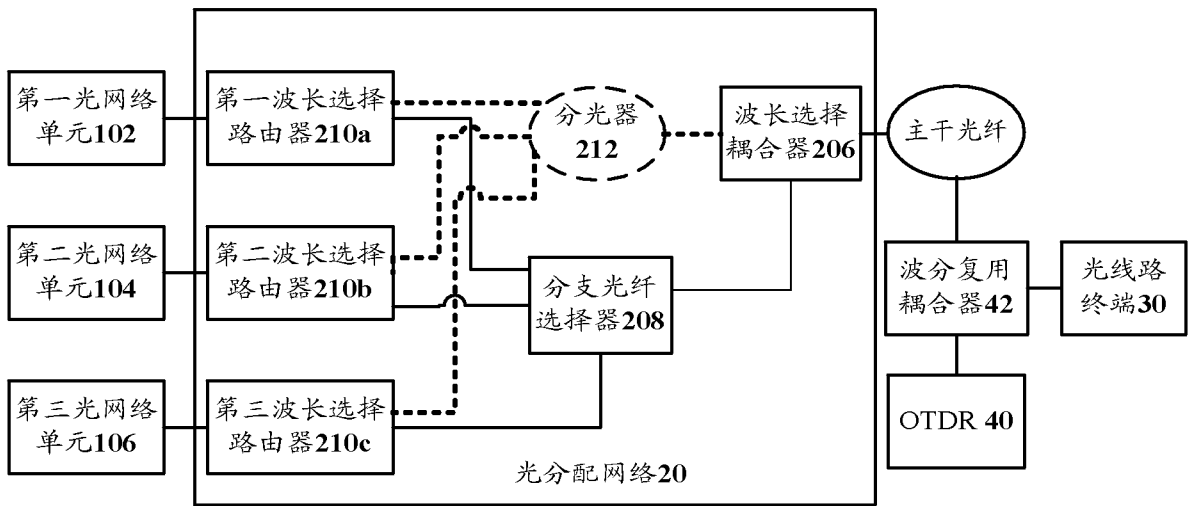 第一光网络
单元102
第一波长选择
路由器210a
分光器
212
波长选择
耦合器206
主干光纤
第二光网络
单元104
第二波长选择
路由器210b
分支光纤
选择器208
波分复用
耦合器42
光线路
终端30
第三光网络
单元106
第三波长选择
路由器210c
OTDR 40
光分配网络20